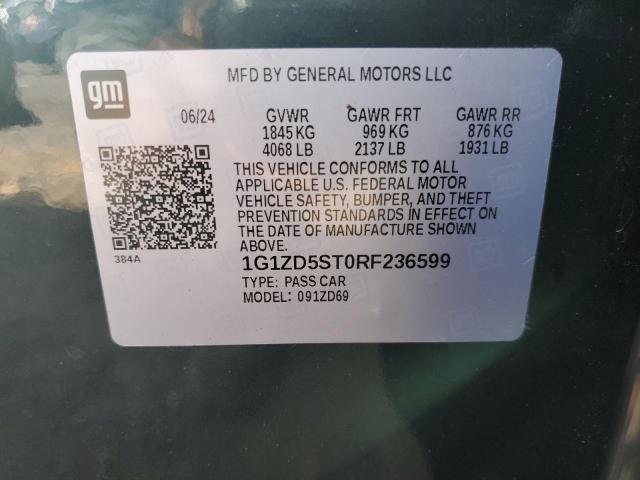 gm
MFD BY GENERAL MOTORS LLC
06/24 GVWR GAWR FRT GAWR RR
1845 KG 969 KG 876 KG
4068 LB 2137 LB 1931 LB
THIS VEHICLE CONFORMS TO ALL
APPLICABLE U.S. FEDERAL MOTOR
VEHICLE SAFETY, BUMPER, AND THEFT
PREVENTION STANDARDS IN EFFECT ON
THE DATE OF MANUFACTURE SHOWN
ABOVE.
384A
1G1ZD5ST0RF236599
TYPE: PASS CAR
MODEL: 091ZD69